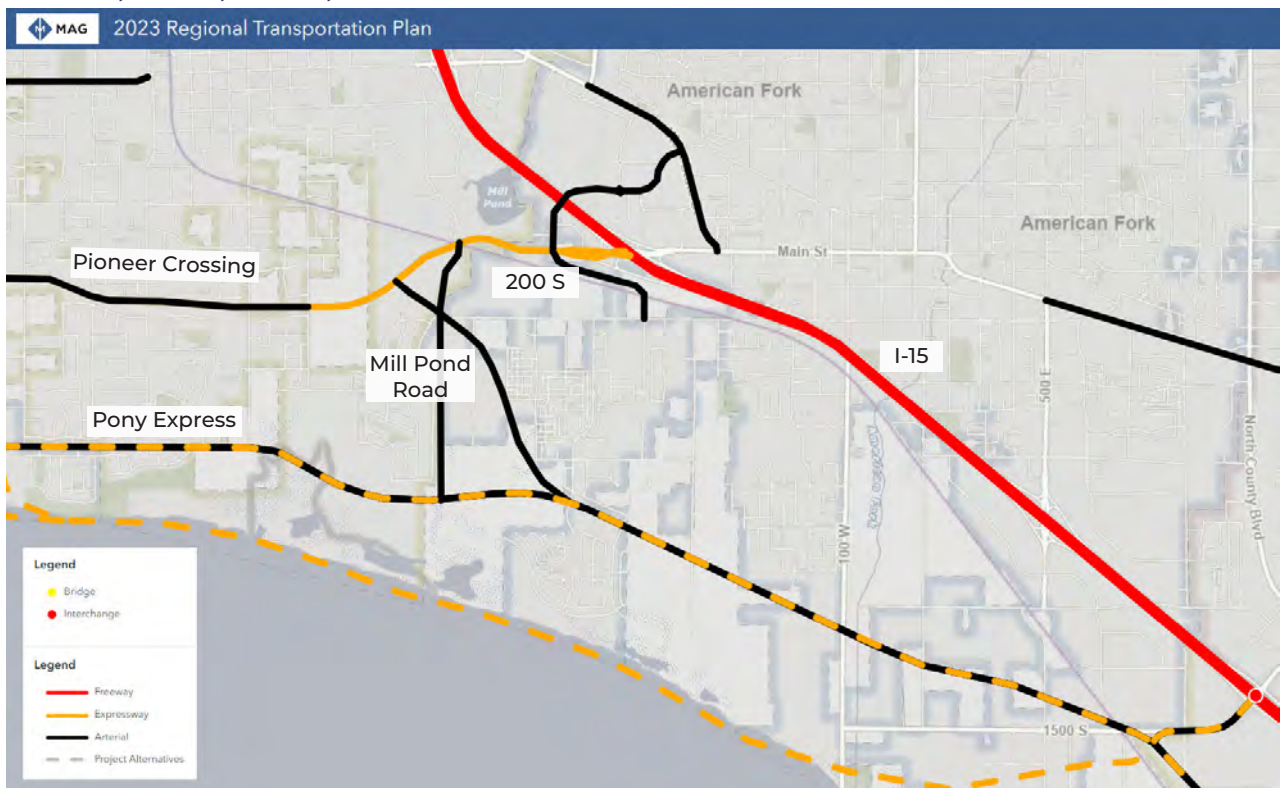 MAG
2023 Regional Transportation Plan
American Fork
Mill
Pond
American Fork
Main St
Pioneer Crossing
200 S
Mill Pond
Road
I-15
500 E
North County Blvd
Pony Express
100 W
1500 S
Legend
Bridge
Interchange
Legend
Freeway
Expressway
Arterial
Project Alternatives